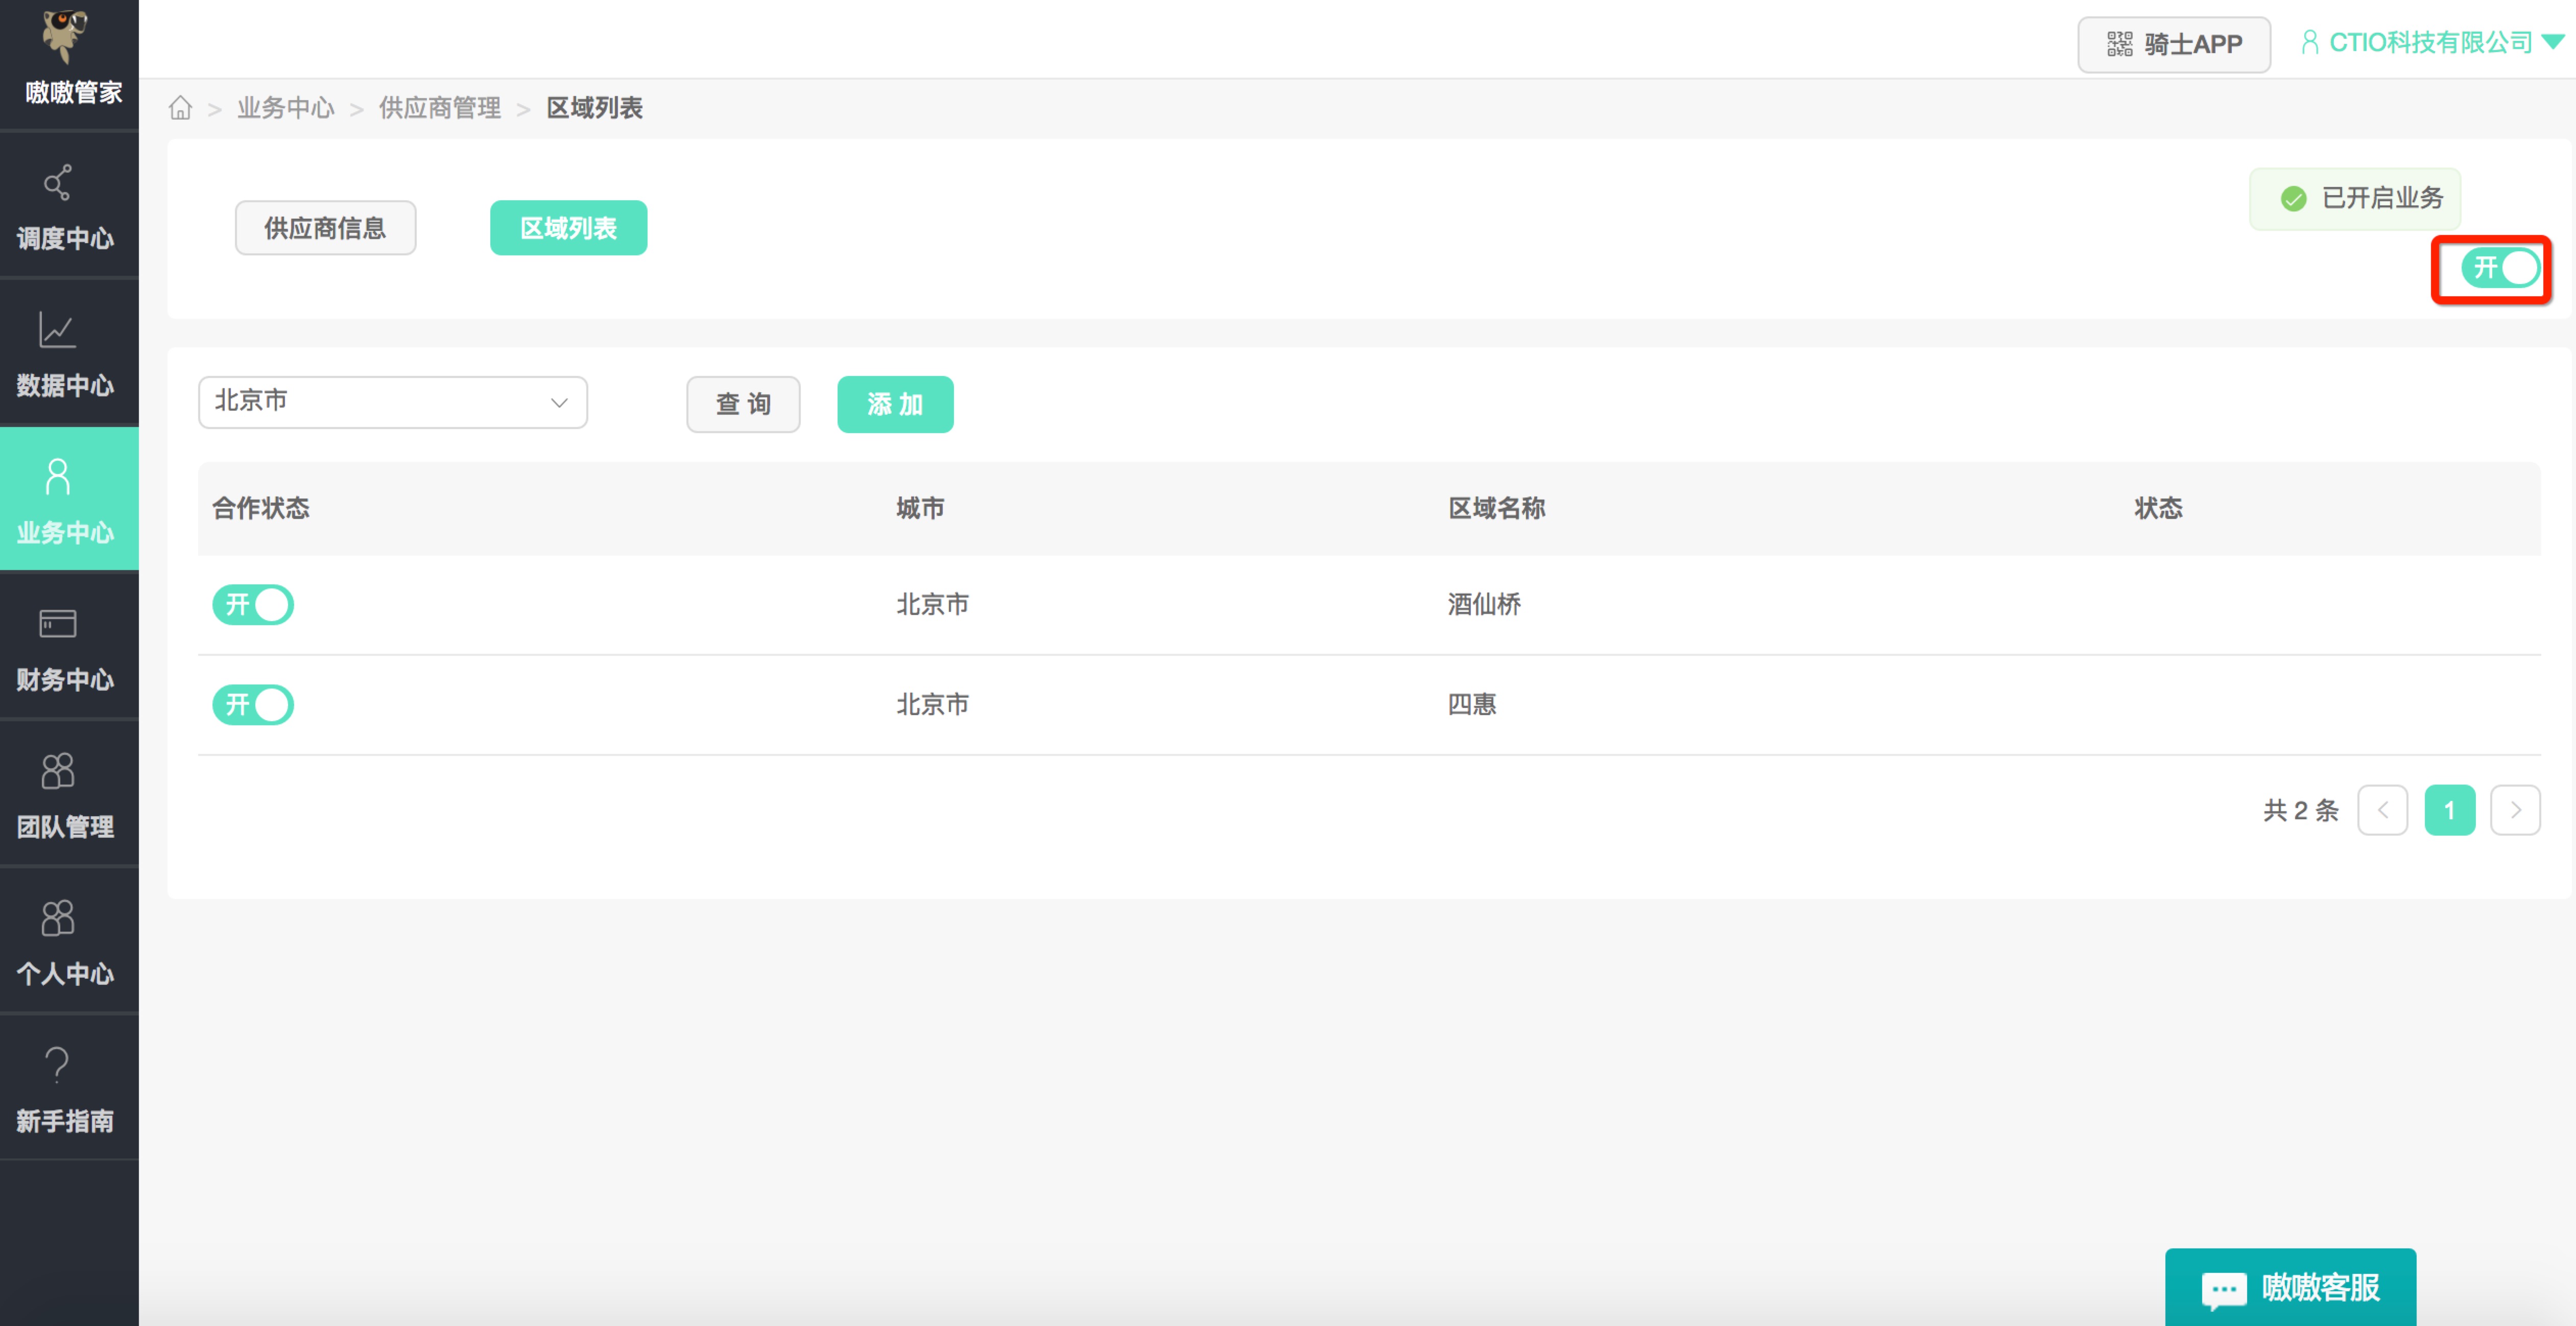 嗷嗷管家
骑士APP
CTIO科技有限公司
> 业务中心 > 供应商管理 > 区域列表
供应商信息
区域列表
已开启业务
开
调度中心
数据中心
业务中心
财务中心
团队管理
个人中心
新手指南
北京市
查 询
添 加
合作状态 城市 区域名称 状态
开 北京市 酒仙桥
开 北京市 四惠
共 2 条 < 1 >
嗷嗷客服